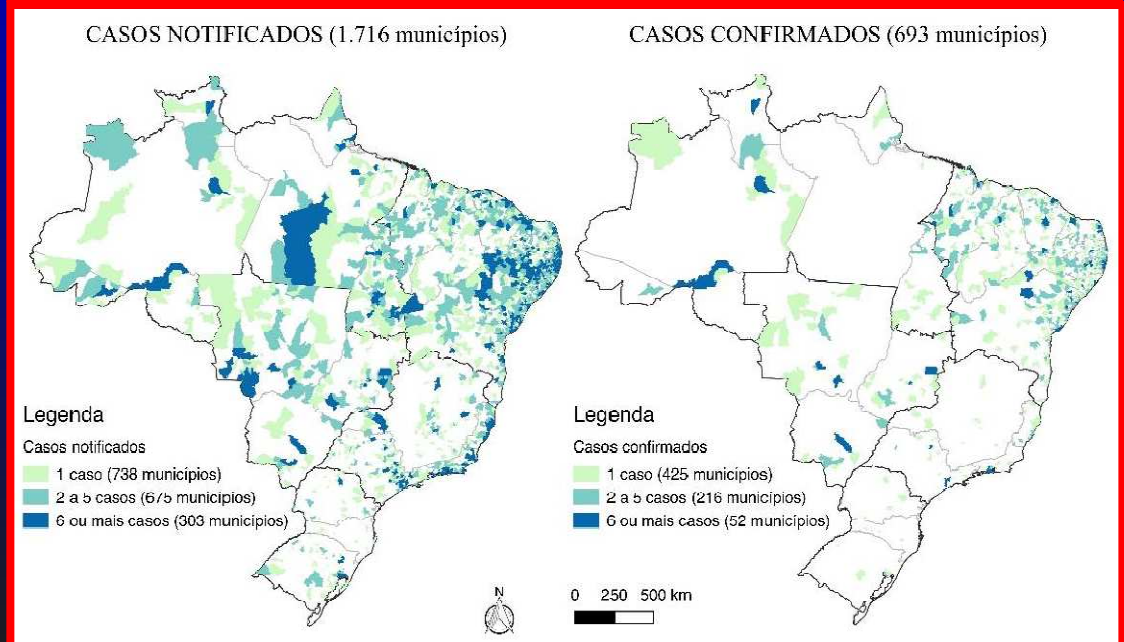 CASOS NOTIFICADOS (1.716 municípios)
Legenda
Casos notificados
1 caso (738 municípios)
2 a 5 casos (675 municípios)
6 ou mais casos (303 municípios)
N
CASOS CONFIRMADOS (693 municípios)
Legenda
Casos confirmados
1 caso (425 municípios)
2 a 5 casos (216 municípios)
6 ou mais casos (52 municípios)
0 250 500 km